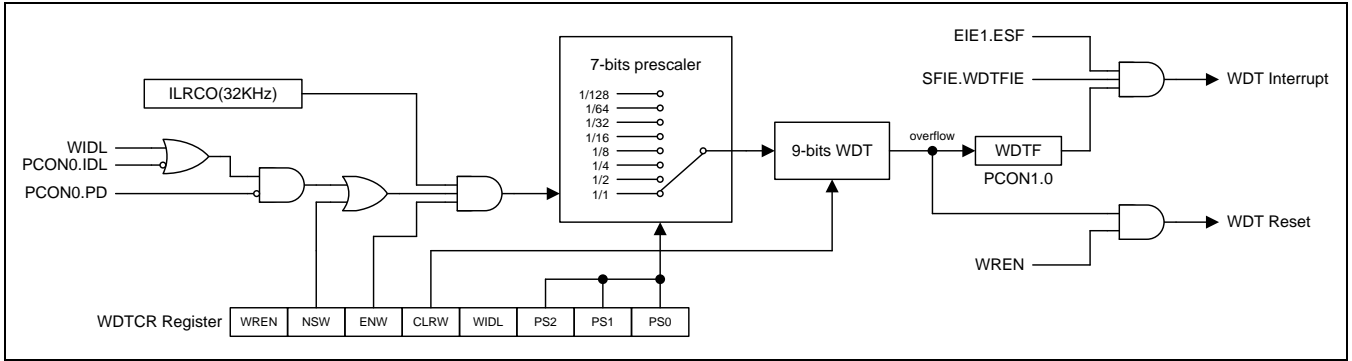 EIE1.ESF
7-bits prescaler
SFIE.WDTFIE
WDT Interrupt
ILRCO(32KHz)
1/128
1/64
1/32
1/16
1/8
1/4
1/2
1/1
WIDL
PCON0.IDL
PCON0.PD
9-bits WDT
overflow
WDTF
PCON1.0
WDT Reset
WREN
WDTCR Register WREN NSW ENW CLRW WIDL PS2 PS1 PS0